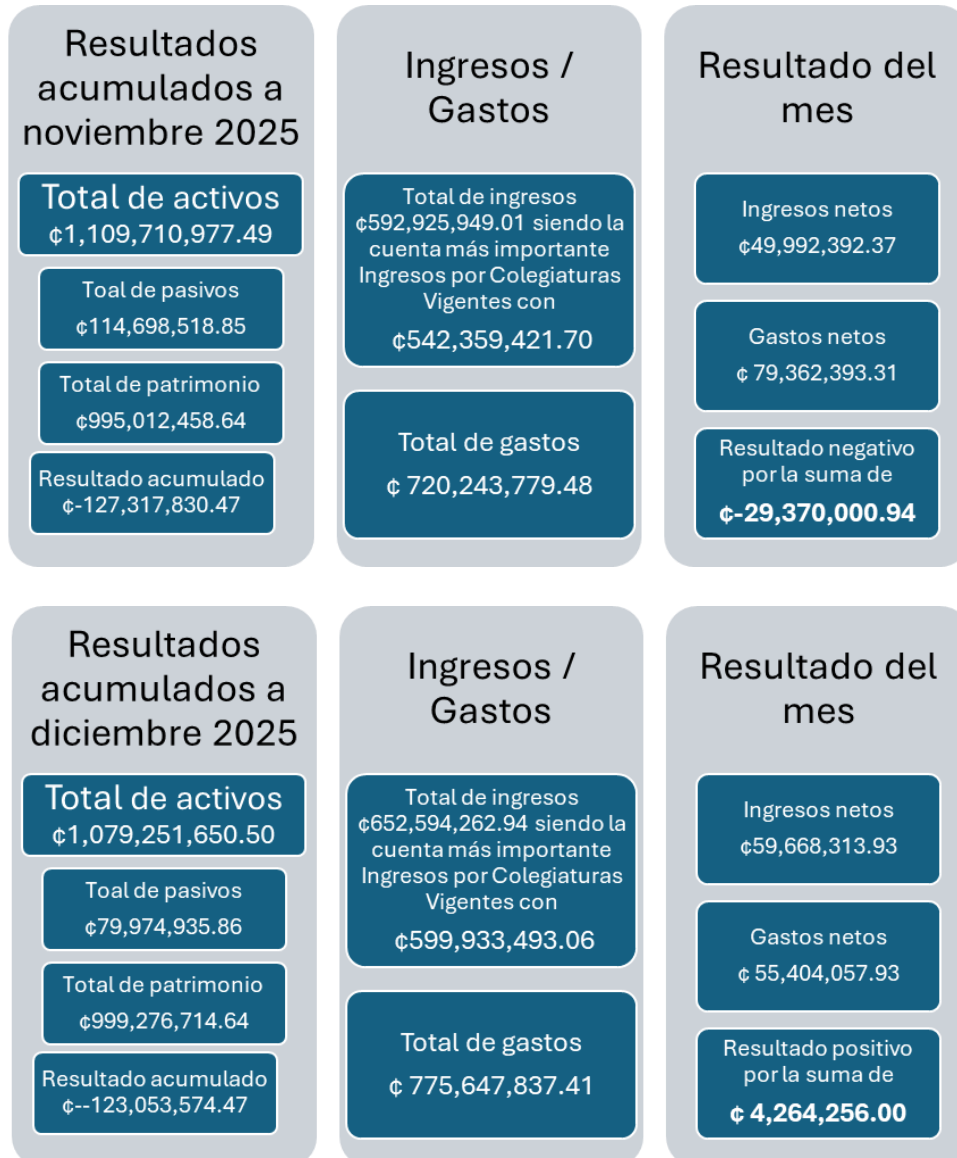 Resultados
acumulados a
noviembre 2025
Total de activos
¢1,109,710,977.49
Toal de pasivos
¢114,698,518.85
Total de patrimonio
¢995,012,458.64
Resultado acumulado
¢-127,317,830.47
Ingresos /
Gastos
Total de ingresos
¢592,925,949.01 siendo la
cuenta más importante
Ingresos por Colegiaturas
Vigentes con
¢542,359,421.70
Total de gastos
¢ 720,243,779.48
Resultado del
mes
Ingresos netos
¢49,992,392.37
Gastos netos
¢ 79,362,393.31
Resultado negativo
por la suma de
¢-29,370,000.94
Resultados
acumulados a
diciembre 2025
Total de activos
¢1,079,251,650.50
Toal de pasivos
¢79,974,935.86
Total de patrimonio
¢999,276,714.64
Resultado acumulado
¢--123,053,574.47
Ingresos /
Gastos
Total de ingresos
¢652,594,262.94 siendo la
cuenta más importante
Ingresos por Colegiaturas
Vigentes con
¢599,933,493.06
Total de gastos
¢ 775,647,837.41
Resultado del
mes
Ingresos netos
¢59,668,313.93
Gastos netos
¢ 55,404,057.93
Resultado positivo
por la suma de
¢ 4,264,256.00